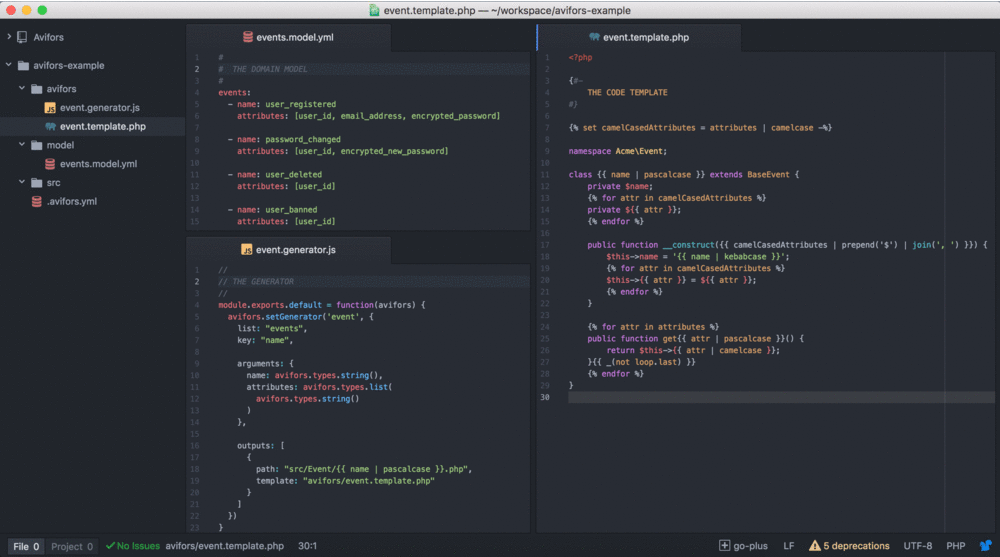 event.template.php — ~/workspace/avifors-example
Avifors
avifors-example
avifors
event.generator.js
event.template.php
model
events.model.yml
src
.avifors.yml
events.model.yml
1 #
2 # THE DOMAIN MODEL
3 #
4 events:
5 - name: user_registered
6 attributes: [user_id, email_address, encrypted_password]
7
8 - name: password_changed
9 attributes: [user_id, encrypted_new_password]
10
11 - name: user_deleted
12 attributes: [user_id]
13
14 - name: user_banned
15 attributes: [user_id]
event.generator.js
1 //
2 // THE GENERATOR
3 //
4 module.exports.default = function(avifors) {
5 avifors.setGenerator('event', {
6 list: "events",
7 key: "name",
8
9 arguments: {
10 name: avifors.types.string(),
11 attributes: avifors.types.list(
12 avifors.types.string()
13 )
14 },
15
16 outputs: [
17 {
18 path: "src/Event/{{ name | pascalcase }}.php",
19 template: "avifors/event.template.php"
20 }
21 ]
22 })
23 }
event.template.php
1 <?php
2
3 {#-
4 THE CODE TEMPLATE
5 #}
6
7 {% set camelCasedAttributes = attributes | camelcase -%}
8
9 namespace Acme\Event;
10
11 class {{ name | pascalcase }} extends BaseEvent {
12 private $name;
13 {% for attr in camelCasedAttributes %}
14 private ${{ attr }};
15 {% endfor %}
16
17 public function __construct({{ camelCasedAttributes | prepend('$') | join(', ') }}) {
18 $this->name = '{{ name | kebabcase }}';
19 {% for attr in camelCasedAttributes %}
20 $this->{{ attr }} = ${{ attr }};
21 {% endfor %}
22 }
23
24 {% for attr in attributes %}
25 public function get{{ attr | pascalcase }}() {
26 return $this->{{ attr | camelcase }};
27 }{{ _(not loop.last) }}
28 {% endfor %}
29 }
30
File 0 Project 0 No Issues avifors/event.template.php 30:1 go-plus LF 5 deprecations UTF-8 PHP